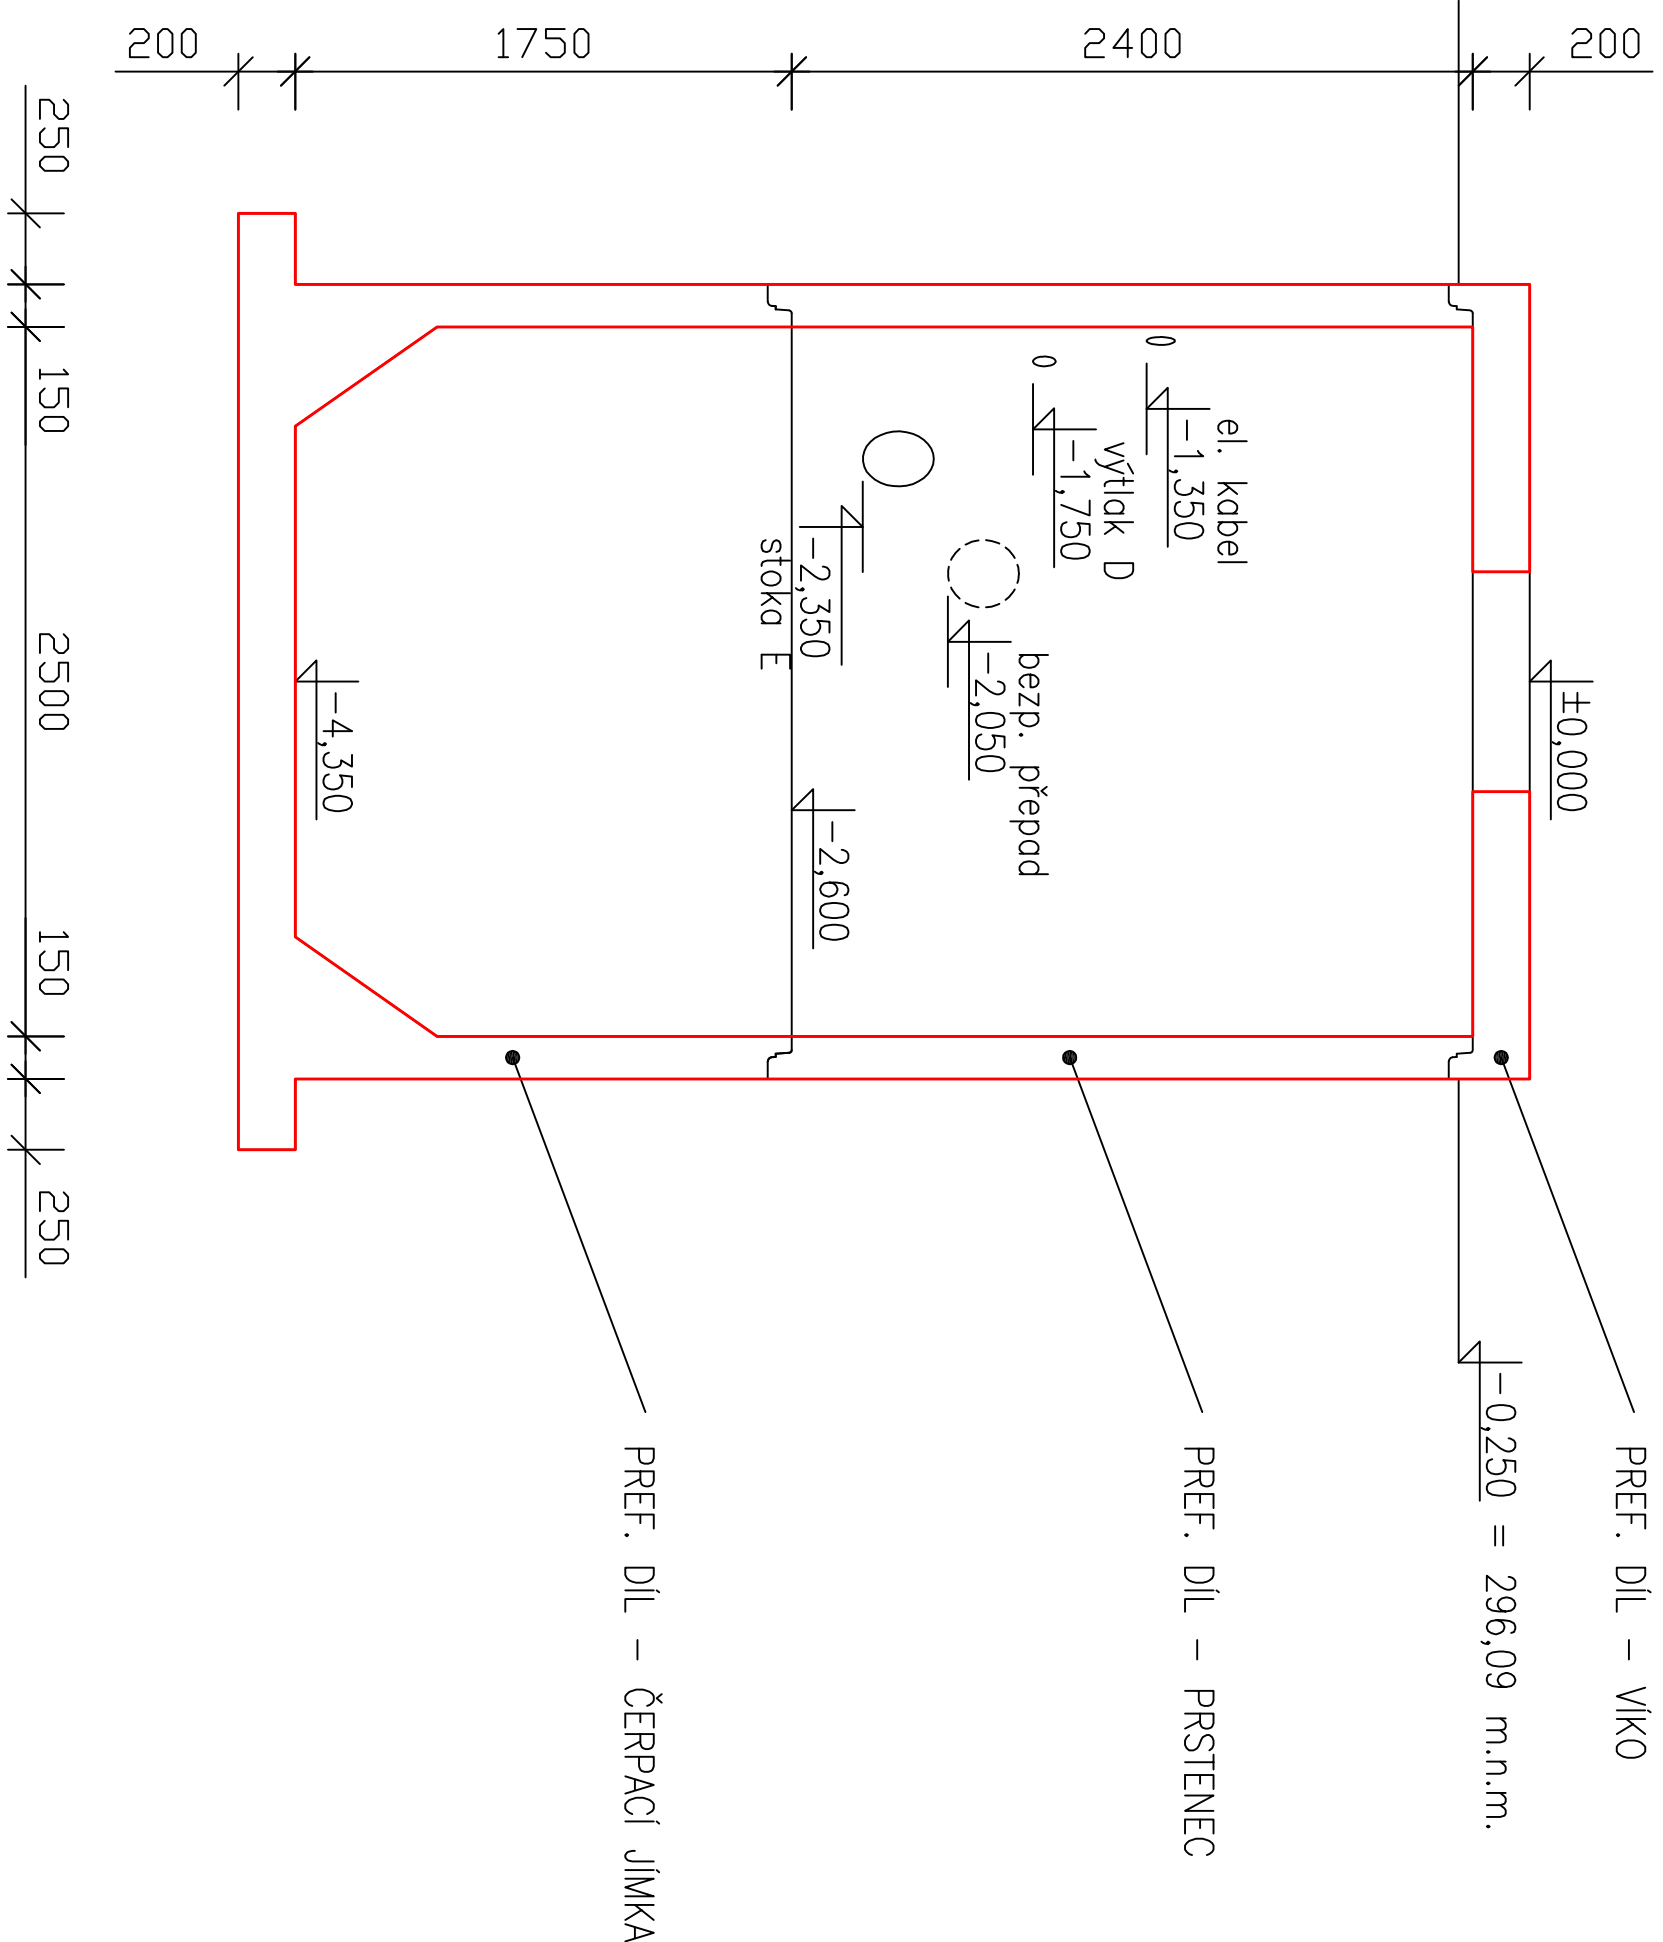 PREF. DÍL – VÍKO
±0,000
-0,250 = 296,09 m.n.m.
el. kabel
-1,350
výtlak D
-1,750
PREF. DÍL – PRSTENEC
bezp. přepad
-2,050
-2,350
stoka E
-2,600
PREF. DÍL – ČERPACÍ JÍMKA
-4,350
200
2400
1750
200
250
150
2500
150
250